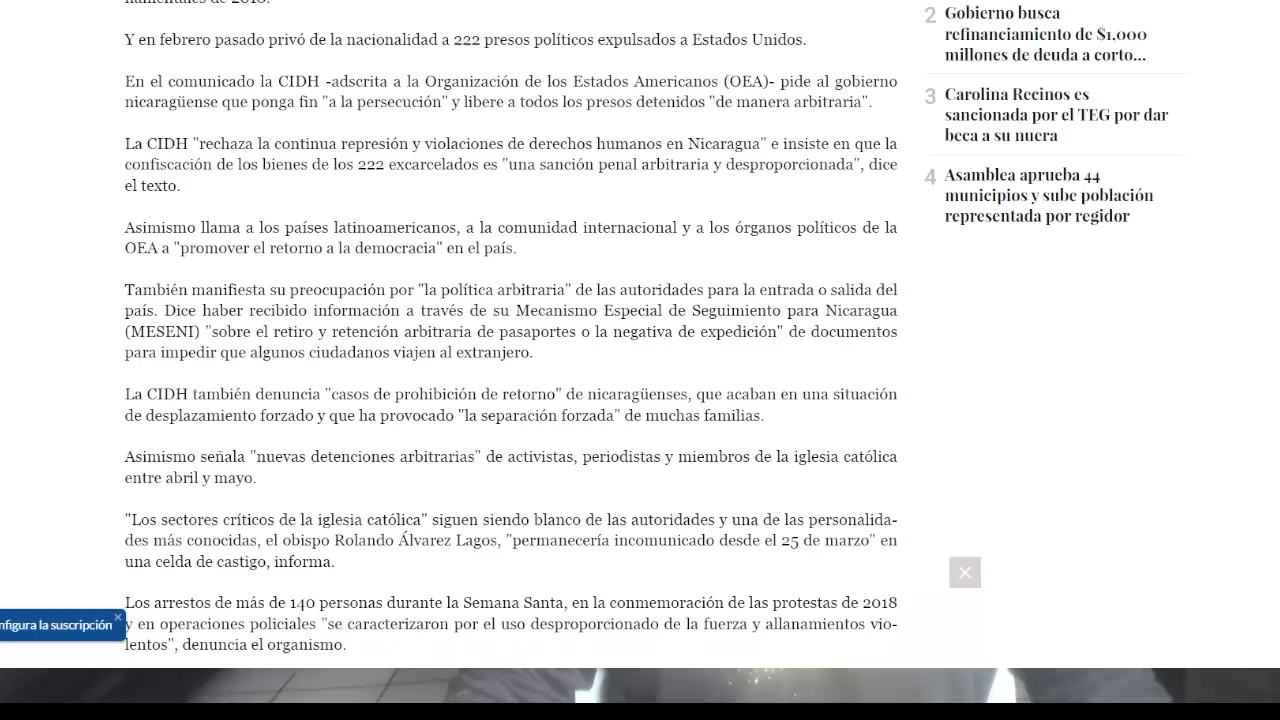 Y en febrero pasado privó de la nacionalidad a 222 presos políticos expulsados a Estados Unidos.
En el comunicado la CIDH -adscrita a la Organización de los Estados Americanos (OEA)- pide al gobierno
nicaragüense que ponga fin "a la persecución" y libere a todos los presos detenidos "de manera arbitraria".
La CIDH "rechaza la continua represión y violaciones de derechos humanos en Nicaragua" e insiste en que la
confiscación de los bienes de los 222 excarcelados es "una sanción penal arbitraria y desproporcionada", dice
el texto.
Asimismo llama a los países latinoamericanos, a la comunidad internacional y a los órganos políticos de la
OEA a "promover el retorno a la democracia" en el país.
También manifiesta su preocupación por "la política arbitraria" de las autoridades para la entrada o salida del
país. Dice haber recibido información a través de su Mecanismo Especial de Seguimiento para Nicaragua
(MESENI) "sobre el retiro y retención arbitraria de pasaportes o la negativa de expedición" de documentos
para impedir que algunos ciudadanos viajen al extranjero.
La CIDH también denuncia "casos de prohibición de retorno" de nicaragüenses, que acaban en una situación
de desplazamiento forzado y que ha provocado "la separación forzada" de muchas familias.
Asimismo señala "nuevas detenciones arbitrarias" de activistas, periodistas y miembros de la iglesia católica
entre abril y mayo.
"Los sectores críticos de la iglesia católica" siguen siendo blanco de las autoridades y una de las personalida-
des más conocidas, el obispo Rolando Álvarez Lagos, "permanecería incomunicado desde el 25 de marzo" en
una celda de castigo, informa.
Los arrestos de más de 140 personas durante la Semana Santa, en la conmemoración de las protestas de 2018
y en operaciones policiales "se caracterizaron por el uso desproporcionado de la fuerza y allanamientos vio-
lentos", denuncia el organismo.
nfigura la suscripción
2 Gobierno busca
refinanciamiento de $1,000
millones de deuda a corto...
3 Carolina Recinos es
sancionada por el TEG por dar
beca a su nuera
4 Asamblea aprueba 44
municipios y sube población
representada por regidor